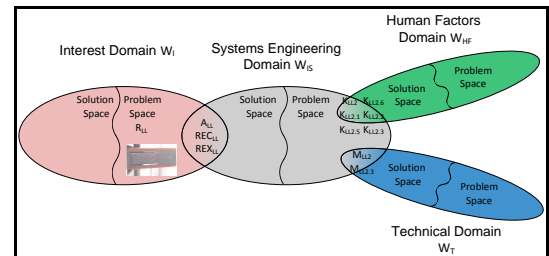 Interest Domain W_I
Systems Engineering
Domain W_IS
Human Factors
Domain W_HF
Solution
Space
Problem
Space
R_LL
A_LL
REC_LL
REX_LL
Solution
Space
Problem
Space
K_LL2 K_LL2.6
K_LL2.1 K_LL2.2
K_LL2.5 K_LL2.3
Solution
Space
Problem
Space
M_LL2
M_LL2.3
Solution
Space
Problem
Space
Technical Domain
W_T